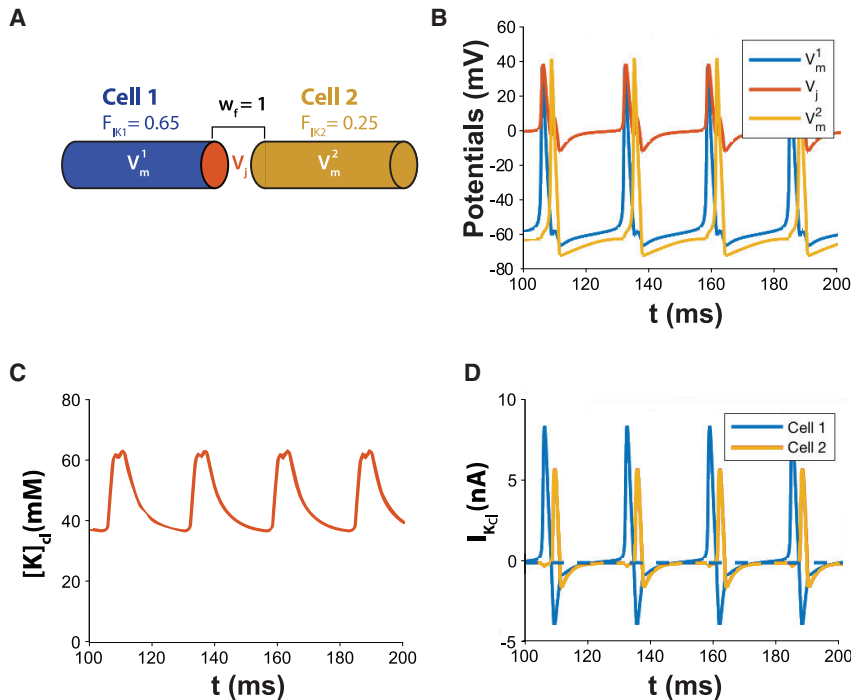 A
Cell 1
w_f = 1
Cell 2
F_IK1 = 0.65
F_IK2 = 0.25
V_m^1
V_j
V_m^2
B
Potentials (mV)
60
40
20
0
-20
-40
-60
-80
100
120
140
160
180
200
t (ms)
V_m^1
V_j
V_m^2
C
[K]_cl (mM)
80
60
40
20
0
100
120
140
160
180
200
t (ms)
D
I_Kcl (nA)
10
5
0
-5
100
120
140
160
180
200
t (ms)
Cell 1
Cell 2